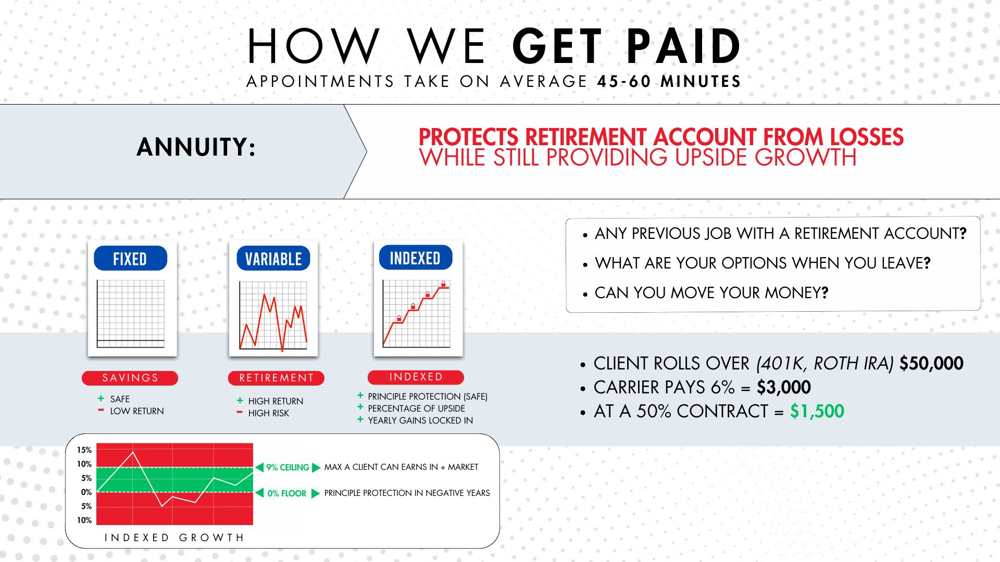 HOW WE GET PAID
APPOINTMENTS TAKE ON AVERAGE 45-60 MINUTES
ANNUITY:
PROTECTS RETIREMENT ACCOUNT FROM LOSSES
WHILE STILL PROVIDING UPSIDE GROWTH
FIXED
SAVINGS
+ SAFE
- LOW RETURN
VARIABLE
RETIREMENT
+ HIGH RETURN
- HIGH RISK
INDEXED
INDEXED
+ PRINCIPLE PROTECTION (SAFE)
+ PERCENTAGE OF UPSIDE
+ YEARLY GAINS LOCKED IN
• ANY PREVIOUS JOB WITH A RETIREMENT ACCOUNT?
• WHAT ARE YOUR OPTIONS WHEN YOU LEAVE?
• CAN YOU MOVE YOUR MONEY?
• CLIENT ROLLS OVER (401K, ROTH IRA) $50,000
• CARRIER PAYS 6% = $3,000
• AT A 50% CONTRACT = $1,500
15%
10%
5%
0%
5%
10%
INDEXED GROWTH
9% CEILING
MAX A CLIENT CAN EARNS IN + MARKET
0% FLOOR
PRINCIPLE PROTECTION IN NEGATIVE YEARS